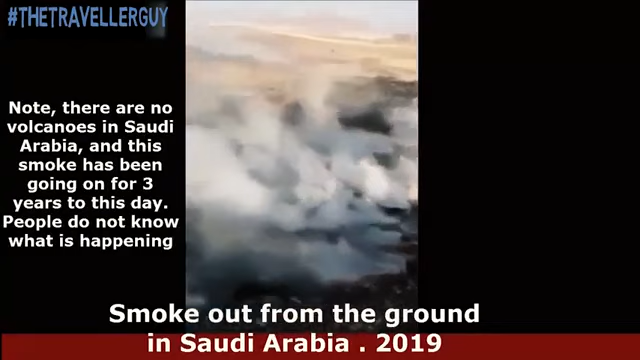 #THETRAVELLERGUY
Note, there are no
volcanoes in Saudi
Arabia, and this
smoke has been
going on for 3
years to this day.
People do not know
what is happening
Smoke out from the ground
in Saudi Arabia . 2019